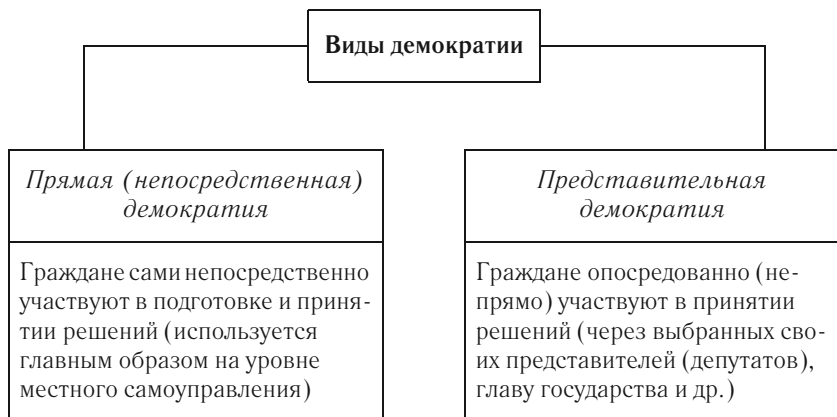 Виды демократии
Прямая (непосредственная)
демократия
Граждане сами непосредственно
участвуют в подготовке и приня-
тии решений (используется
главным образом на уровне
местного самоуправления)
Представительная
демократия
Граждане опосредованно (не-
прямо) участвуют в принятии
решений (через выбранных сво-
их представителей (депутатов),
главу государства и др.)